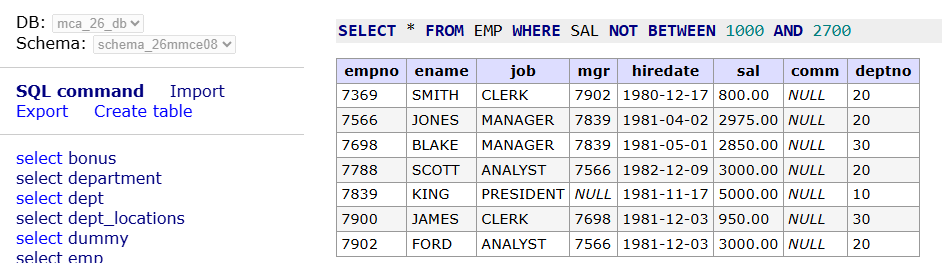 DB: mca_26_db
Schema: schema_26mmce08
SQL command Import
Export Create table
select bonus
select department
select dept
select dept_locations
select dummy
select emp
SELECT * FROM EMP WHERE SAL NOT BETWEEN 1000 AND 2700
empno ename job mgr hiredate sal comm deptno
7369 SMITH CLERK 7902 1980-12-17 800.00 NULL 20
7566 JONES MANAGER 7839 1981-04-02 2975.00 NULL 20
7698 BLAKE MANAGER 7839 1981-05-01 2850.00 NULL 30
7788 SCOTT ANALYST 7566 1982-12-09 3000.00 NULL 20
7839 KING PRESIDENT NULL 1981-11-17 5000.00 NULL 10
7900 JAMES CLERK 7698 1981-12-03 950.00 NULL 30
7902 FORD ANALYST 7566 1981-12-03 3000.00 NULL 20